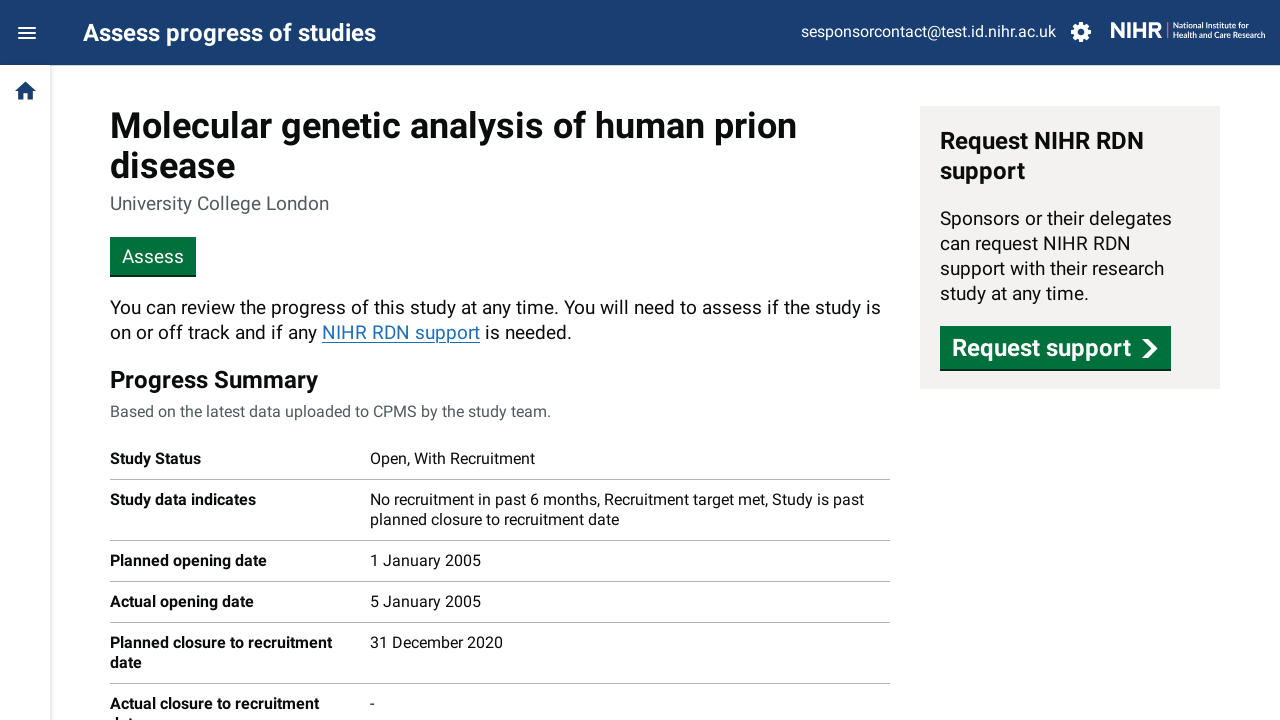 Assess progress of studies
sesponsorcontact@test.id.nihr.ac.uk
NIHR | National Institute for
Health and Care Research
Molecular genetic analysis of human prion
disease
University College London
Assess
You can review the progress of this study at any time. You will need to assess if the study is
on or off track and if any NIHR RDN support is needed.
Progress Summary
Based on the latest data uploaded to CPMS by the study team.
Study Status
Open, With Recruitment
Study data indicates
No recruitment in past 6 months, Recruitment target met, Study is past
planned closure to recruitment date
Planned opening date
1 January 2005
Actual opening date
5 January 2005
Planned closure to recruitment
date
31 December 2020
Actual closure to recruitment
-
Request NIHR RDN
support
Sponsors or their delegates
can request NIHR RDN
support with their research
study at any time.
Request support